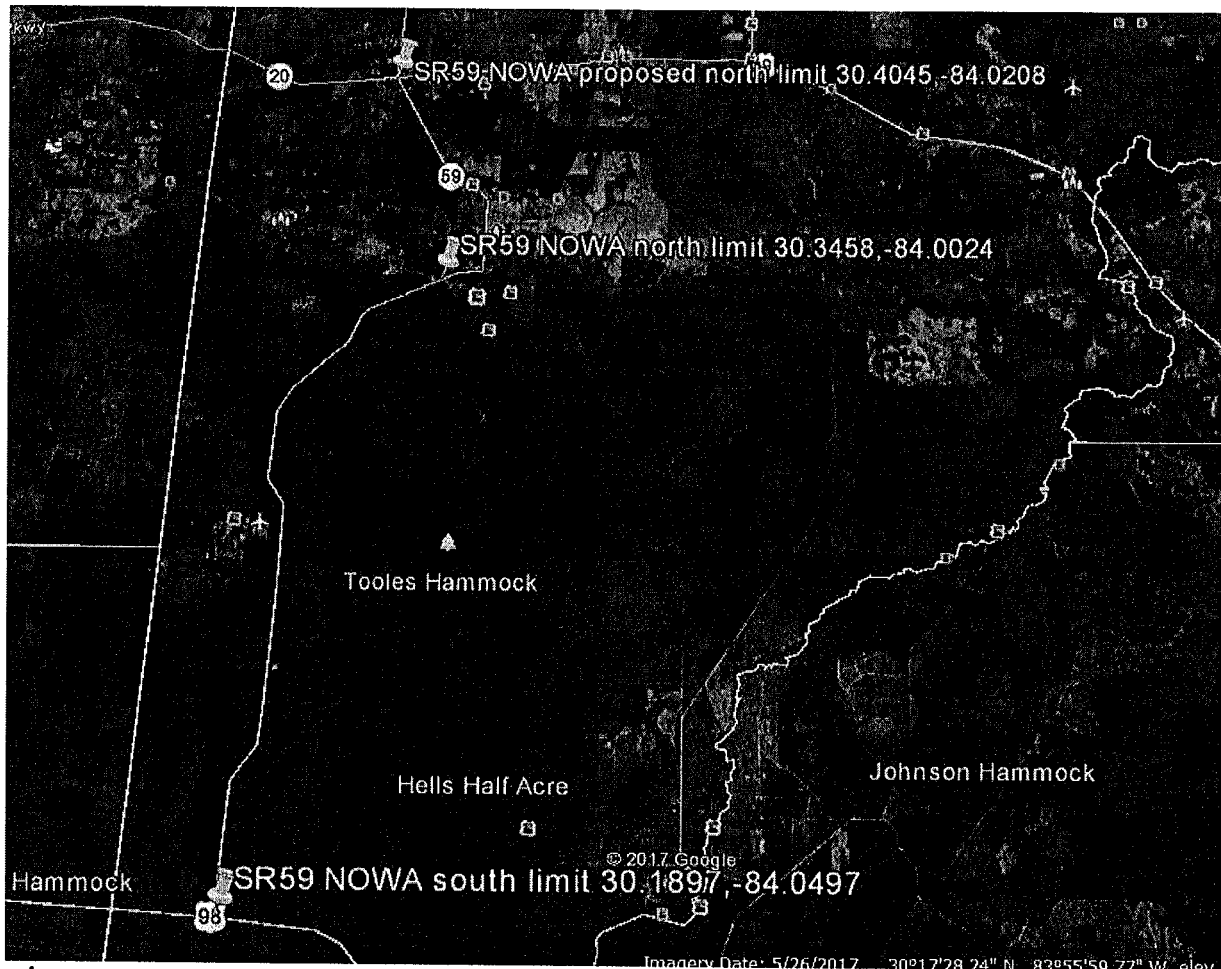 kwy
20
SR59 NOWA proposed north limit 30.4045,-84.0208
59
SR59 NOWA north limit 30.3458,-84.0024
Tooles Hammock
Johnson Hammock
Hells Half Acre
© 2017 Google
Hammock
SR59 NOWA south limit 30.1897,-84.0497
98
Imagery Date: 5/26/2017 30°17'28.24" N 83°55'59.77" W elev